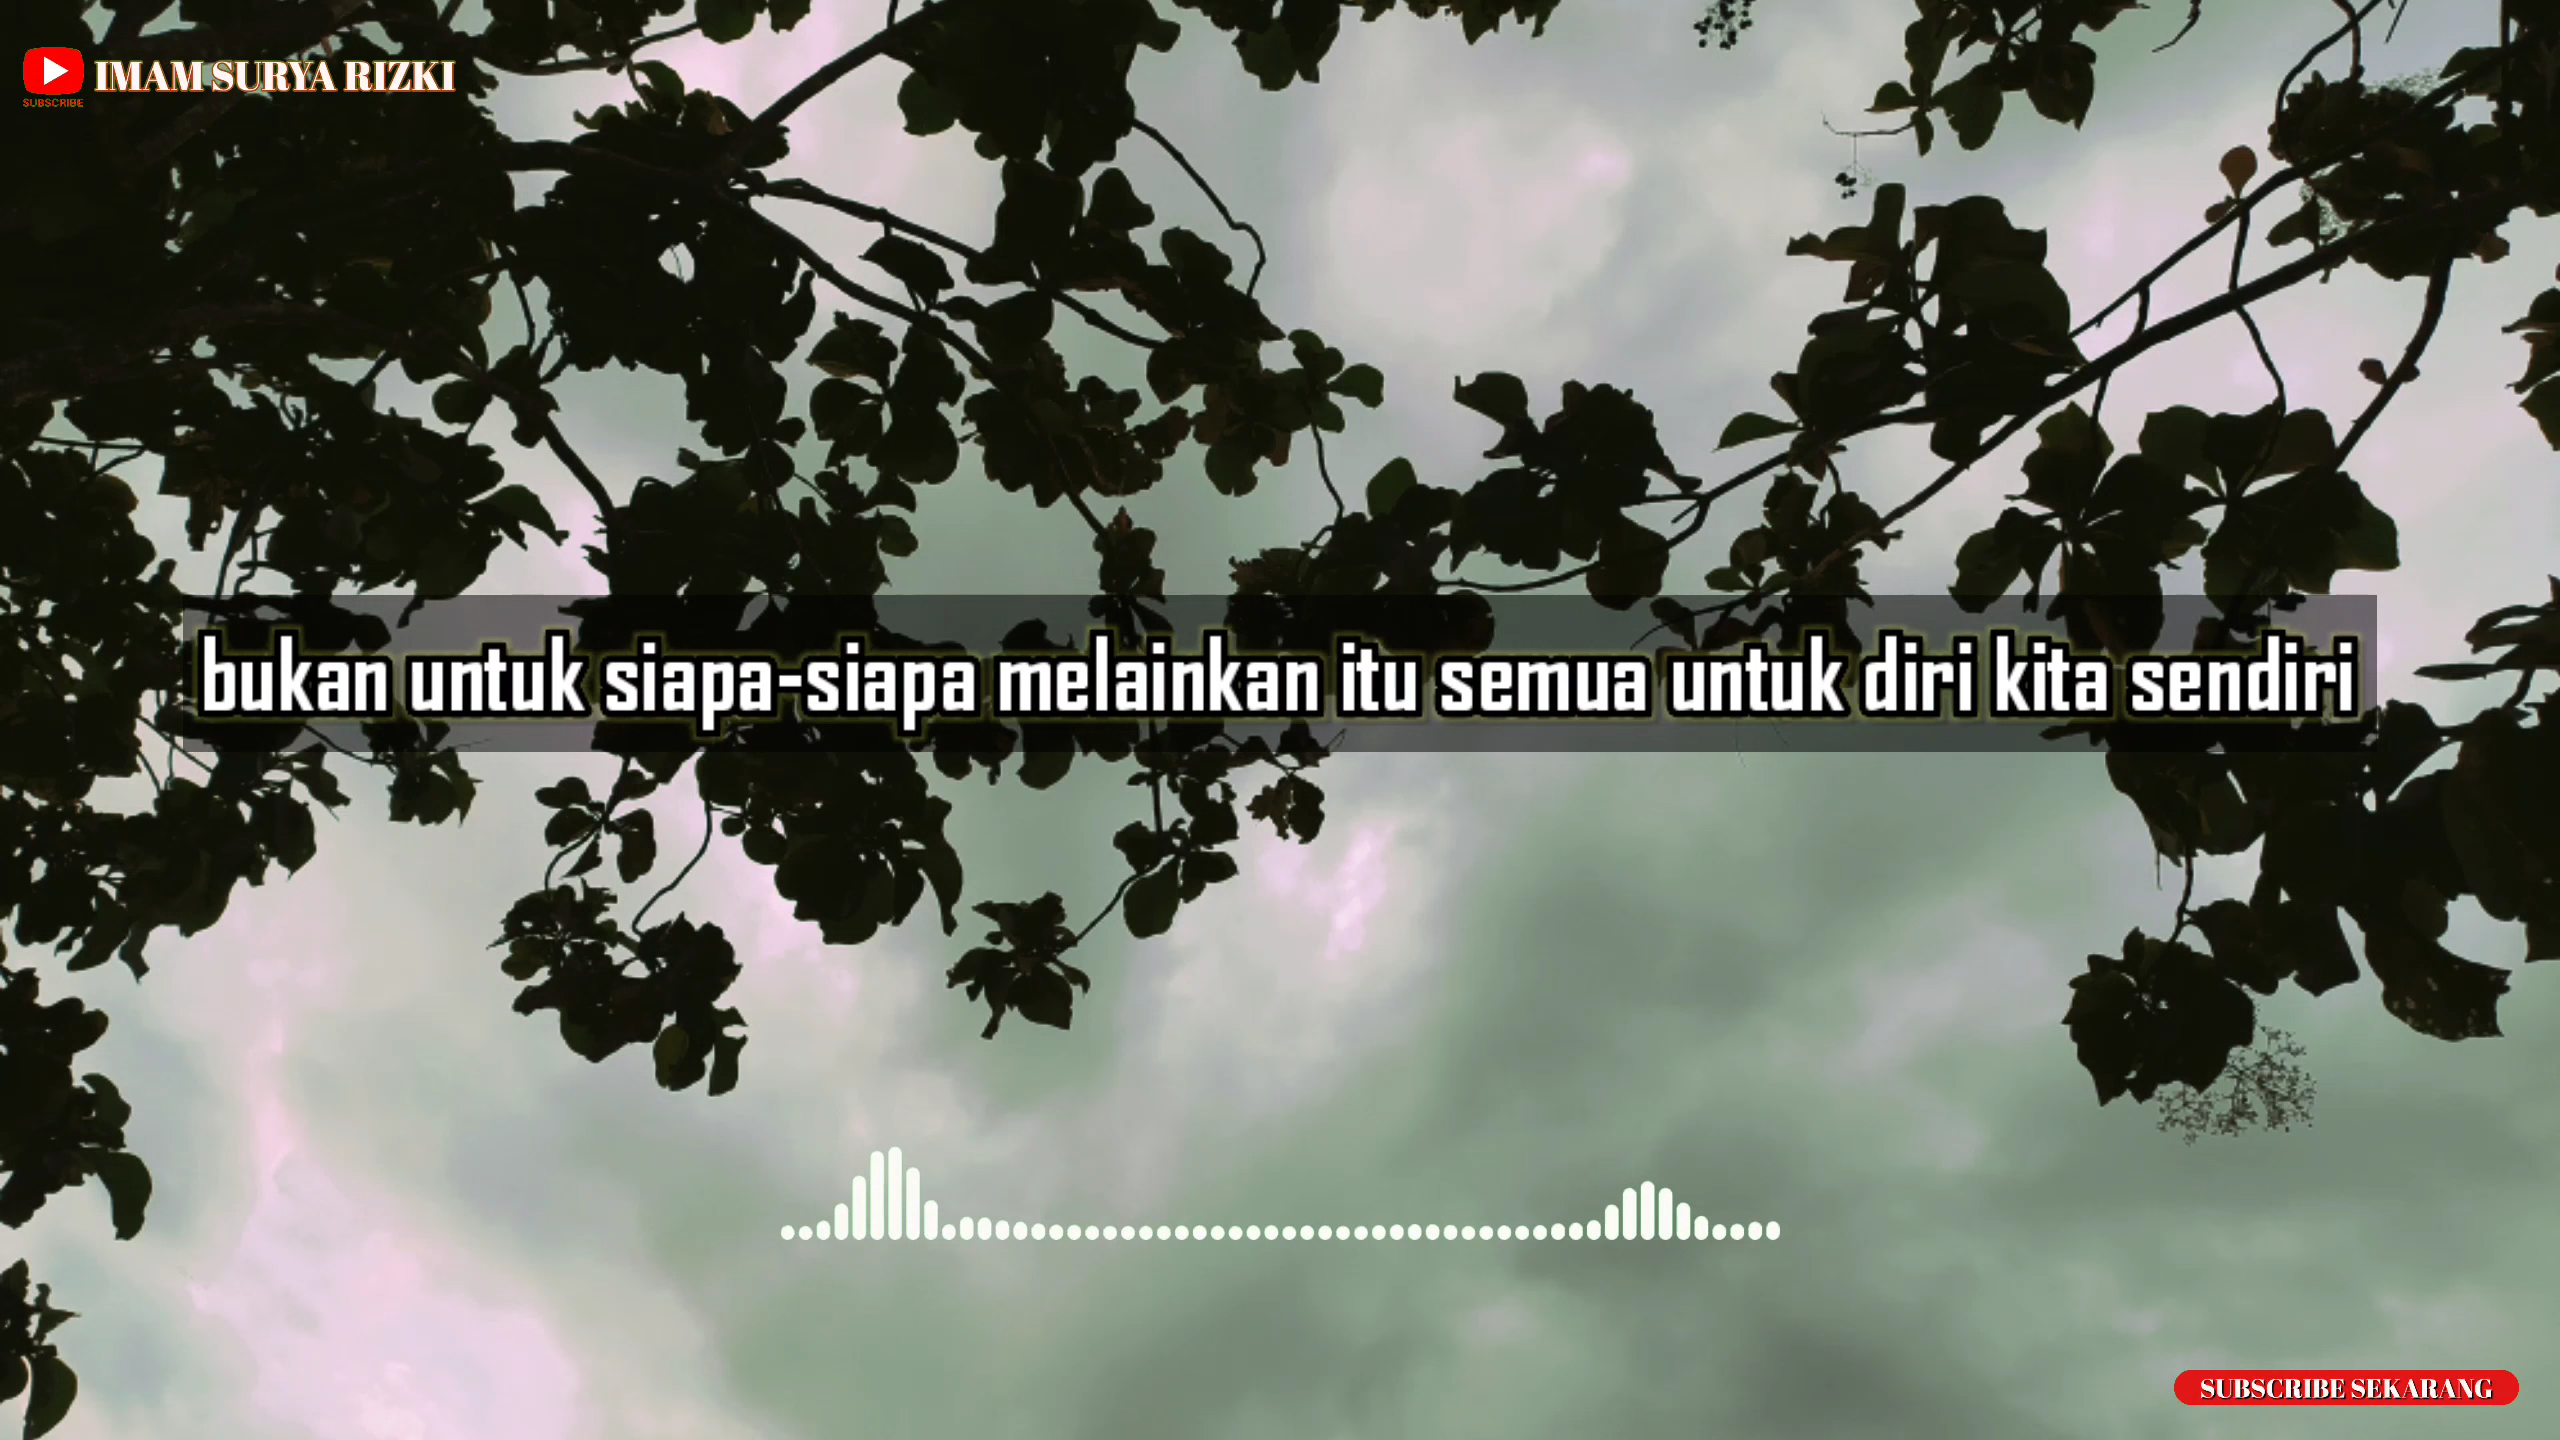 IMAM SURYA RIZKI
SUBSCRIBE
bukan untuk siapa-siapa melainkan itu semua untuk diri kita sendiri
SUBSCRIBE SEKARANG